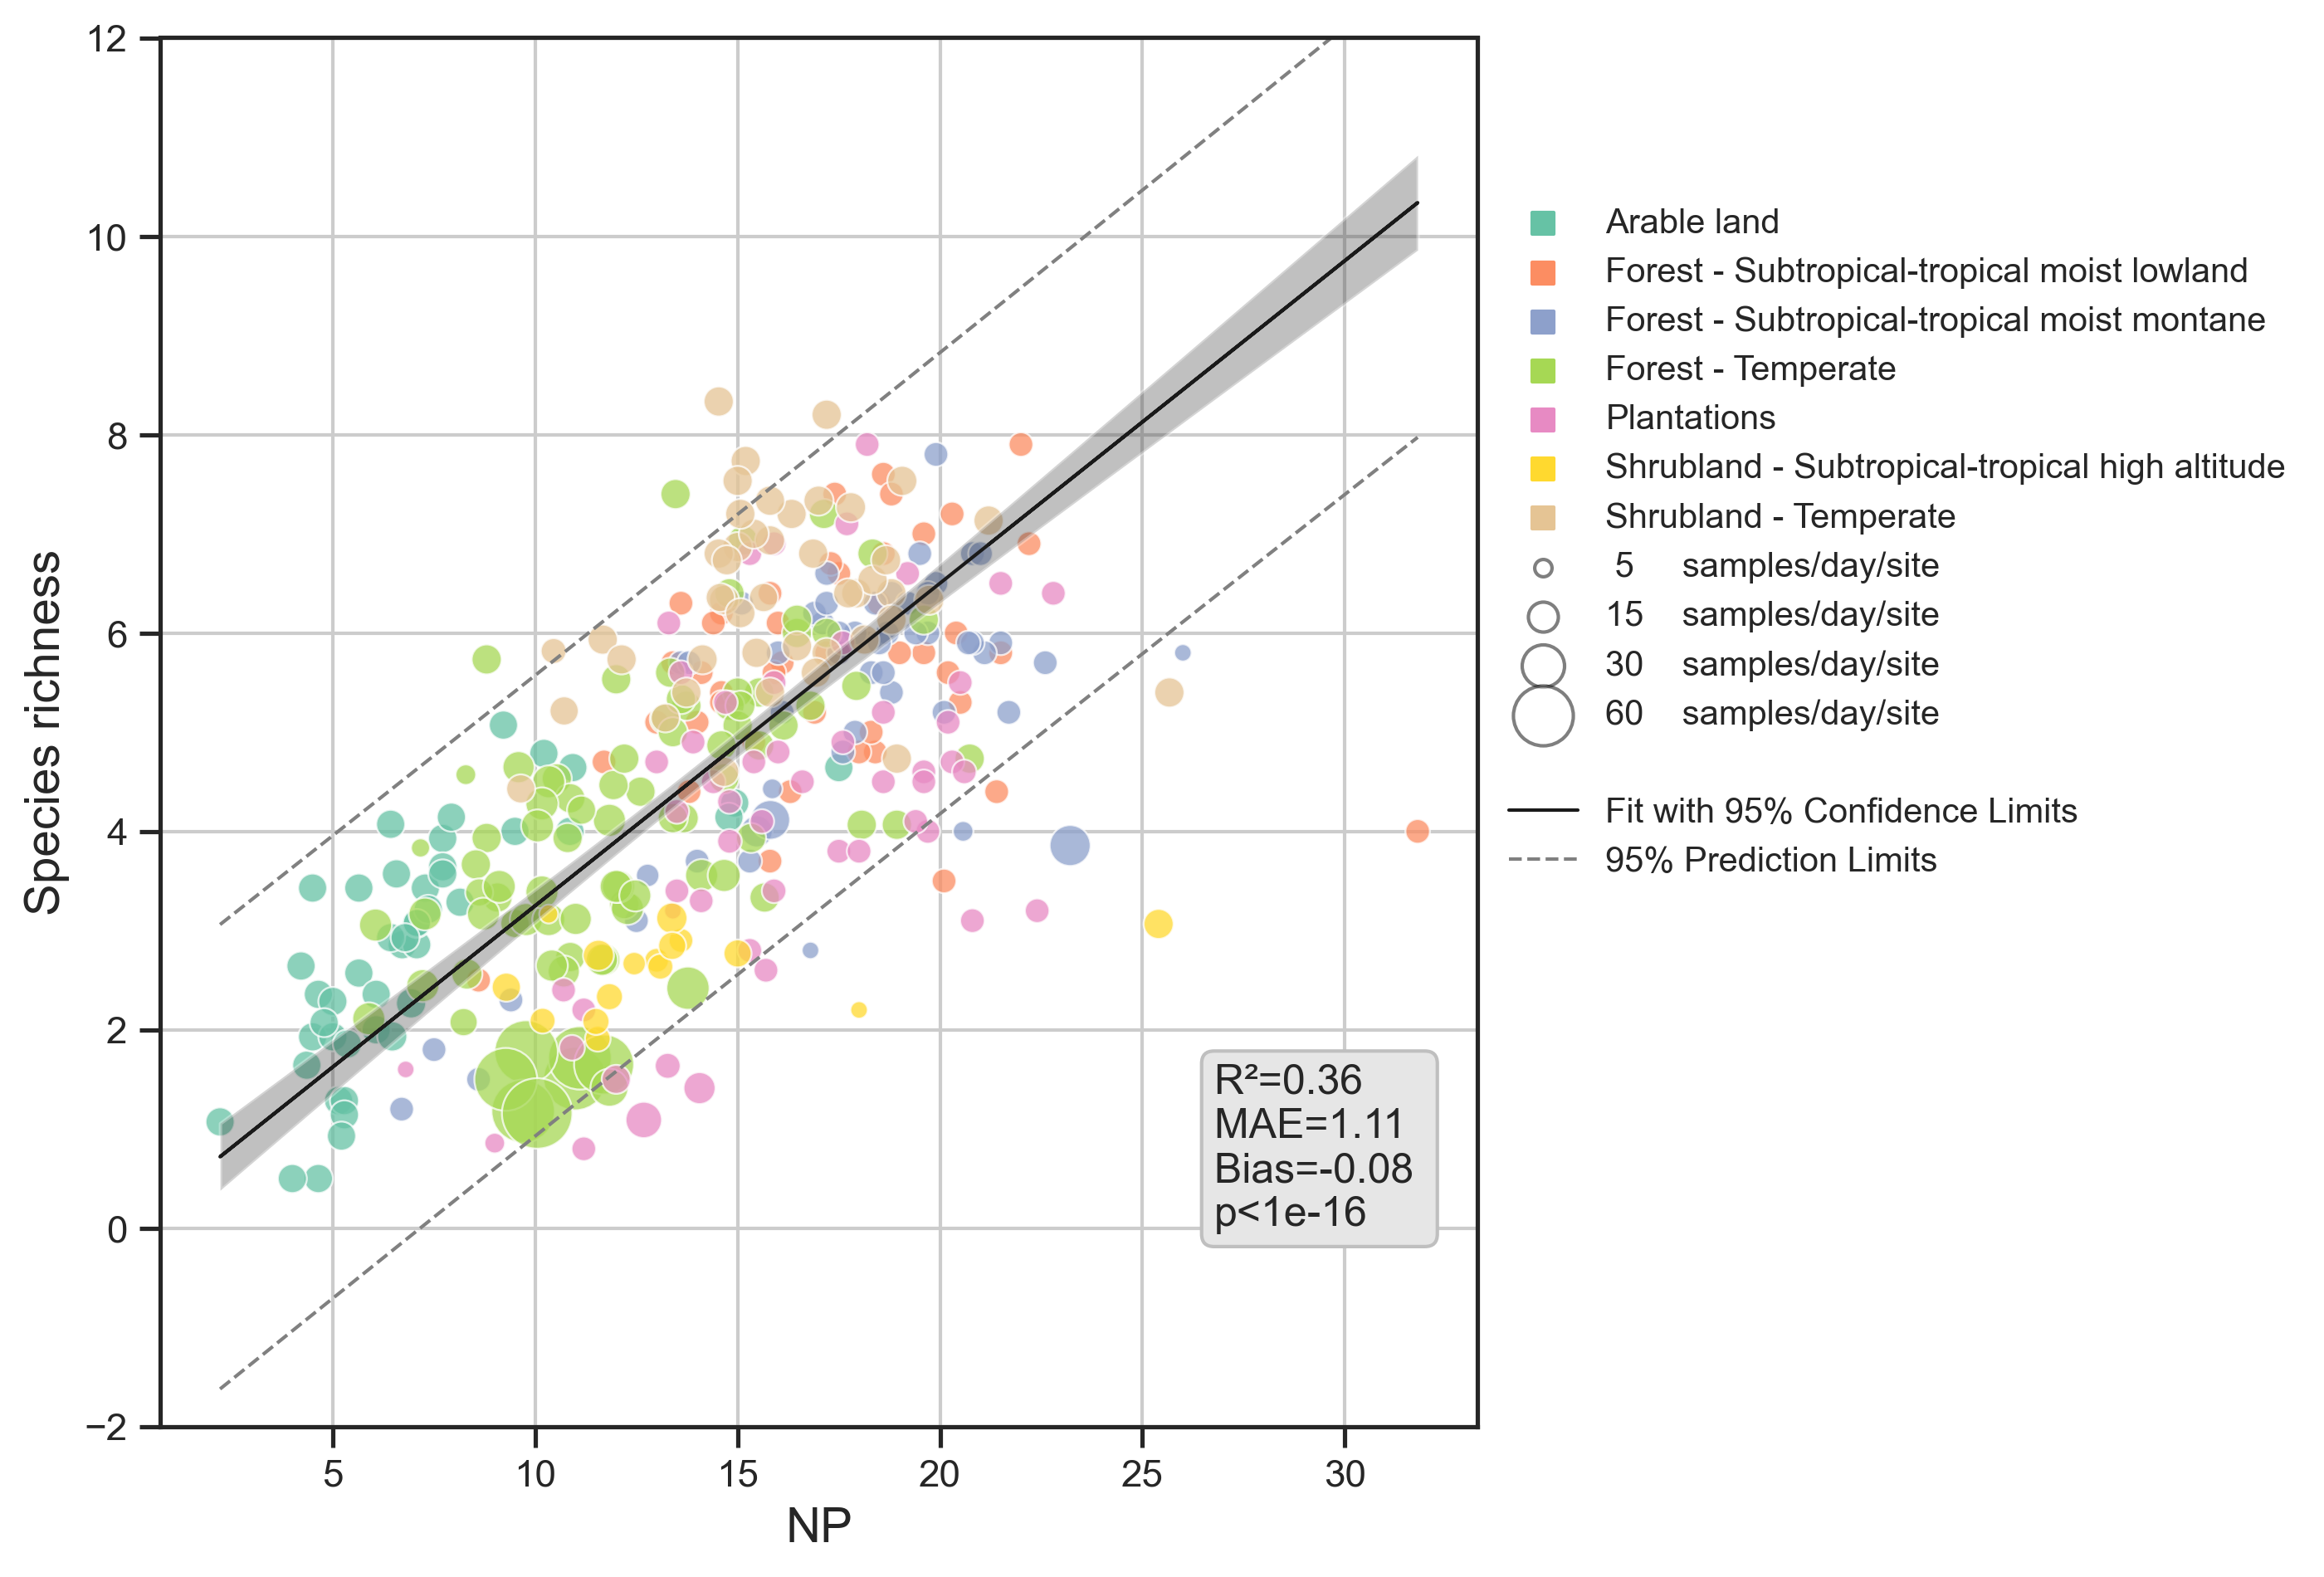 12
10
8
6
4
2
0
−2
Species richness
5
10
15
20
25
30
NP
R²=0.36
MAE=1.11
Bias=-0.08
p<1e-16
Arable land
Forest - Subtropical-tropical moist lowland
Forest - Subtropical-tropical moist montane
Forest - Temperate
Plantations
Shrubland - Subtropical-tropical high altitude
Shrubland - Temperate
5 samples/day/site
15 samples/day/site
30 samples/day/site
60 samples/day/site
Fit with 95% Confidence Limits
95% Prediction Limits